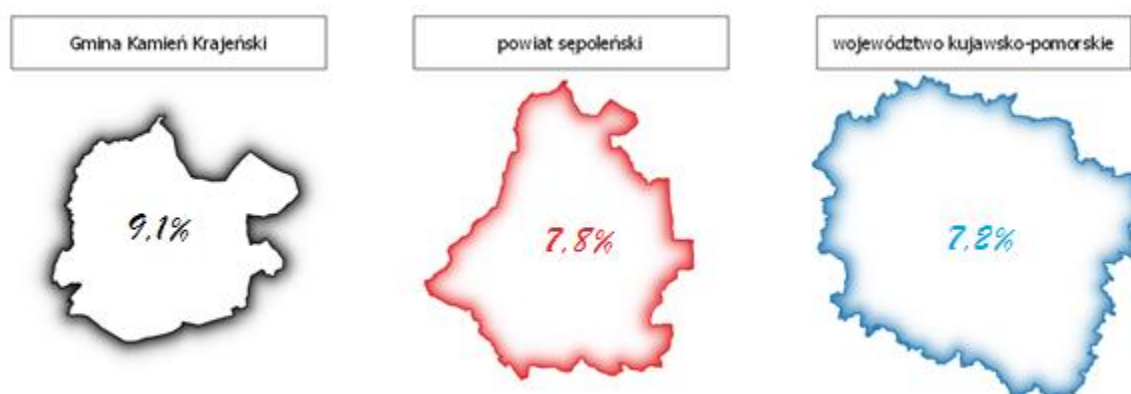 Gmina Kamień Krajeński
powiat sępoleński
województwo kujawsko-pomorskie
9,1%
7,8%
7,2%